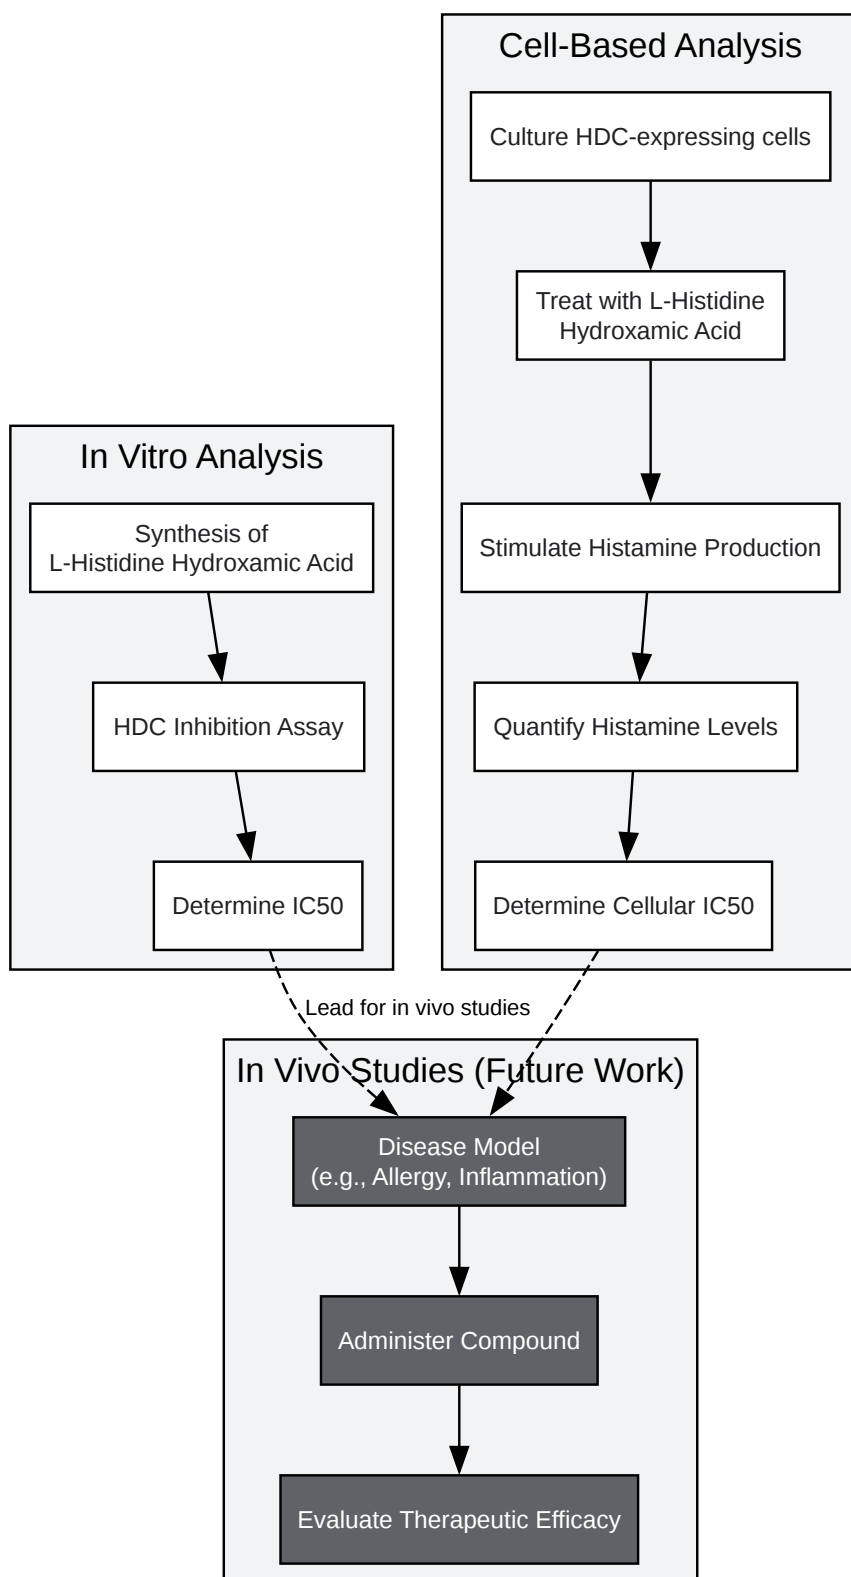 Cell-Based Analysis
Culture HDC-expressing cells
Treat with L-Histidine
Hydroxamic Acid
Stimulate Histamine Production
Quantify Histamine Levels
Determine Cellular IC50
In Vitro Analysis
Synthesis of
L-Histidine Hydroxamic Acid
HDC Inhibition Assay
Determine IC50
Lead for in vivo studies
In Vivo Studies (Future Work)
Disease Model
(e.g., Allergy, Inflammation)
Administer Compound
Evaluate Therapeutic Efficacy